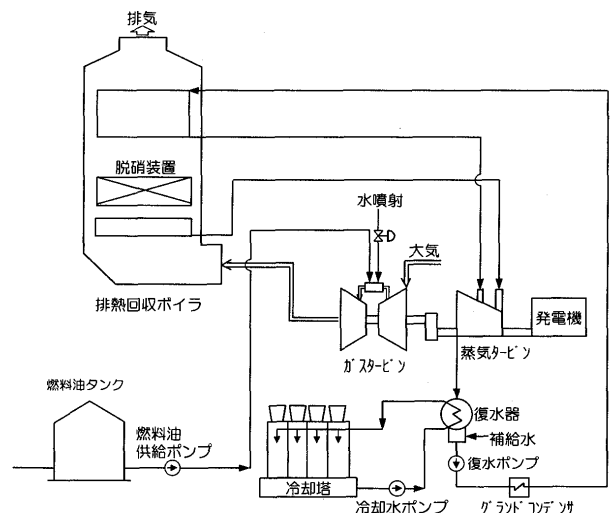 排気
脱硝装置
水噴射
大気
排熱回収ボイラ
ガスタービン
蒸気タービン
発電機
燃料油タンク
燃料油
供給ポンプ
復水器
補給水
復水ポンプ
冷却塔
冷却水ポンプ
グランドコンデンサ